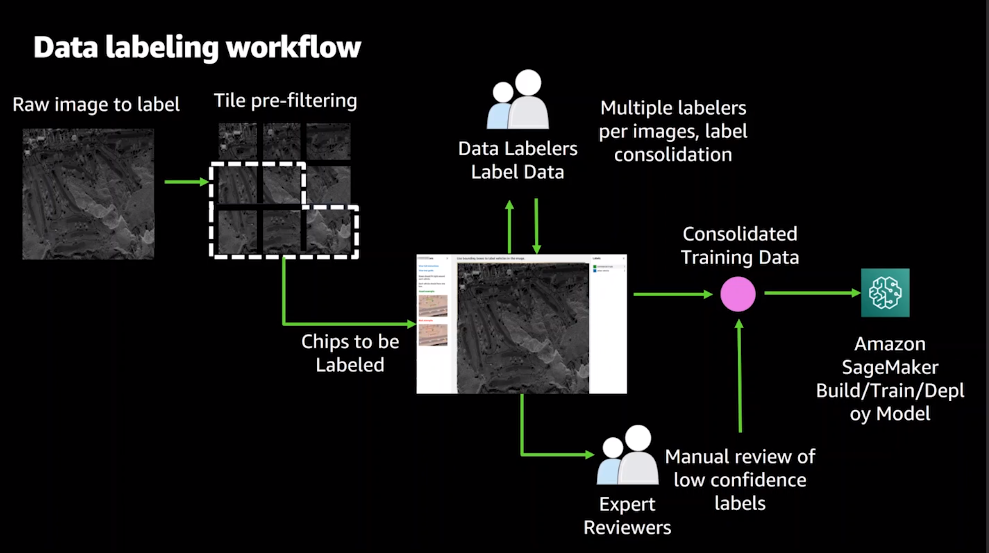 Data labeling workflow
Raw image to label
Tile pre-filtering
Data Labelers
Label Data
Multiple labelers
per images, label
consolidation
Chips to be
Labeled
Consolidated
Training Data
Amazon
SageMaker
Build/Train/Depl
oy Model
Expert
Reviewers
Manual review of
low confidence
labels